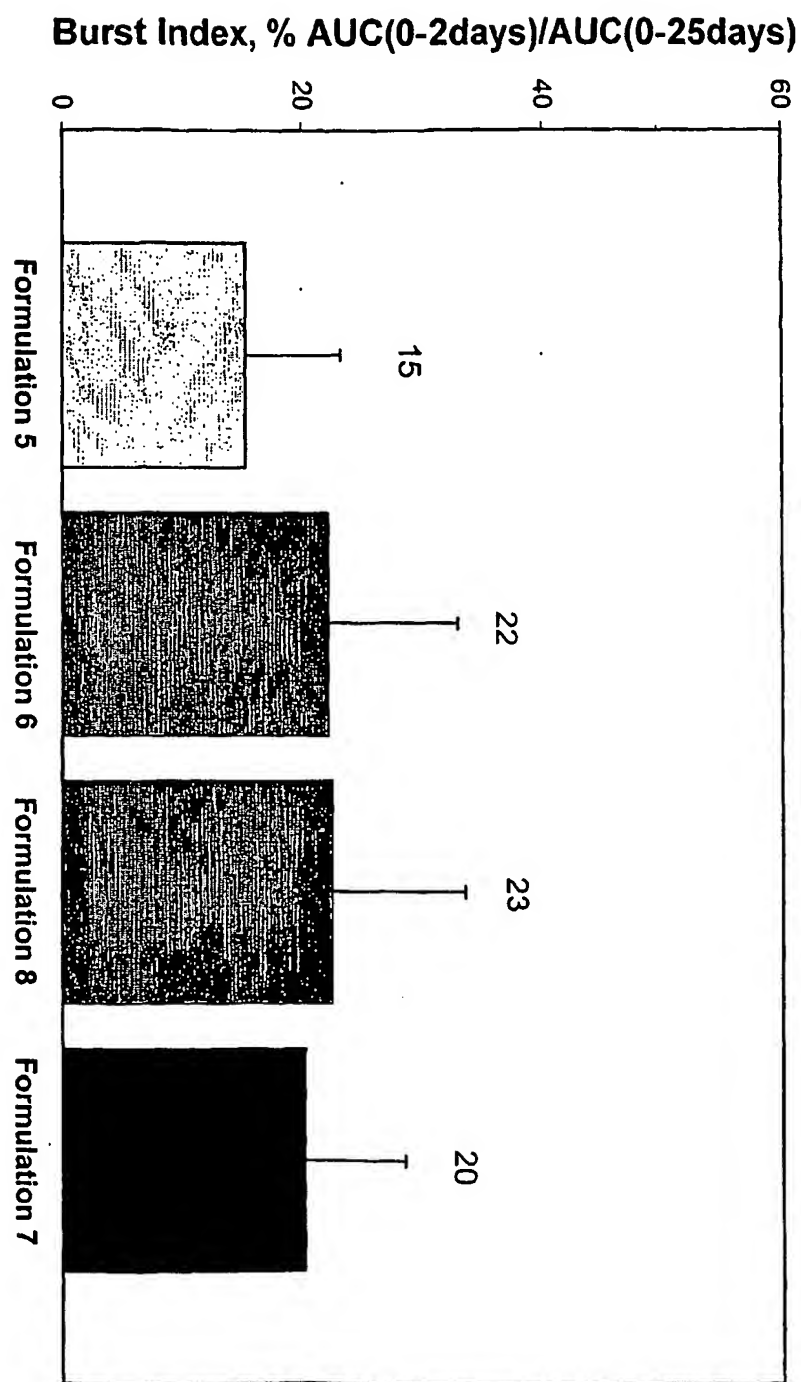 Burst Index, % AUC(0-2days)/AUC(0-25days)
60
40
20
0
15
22
23
20
Formulation 5
Formulation 6
Formulation 8
Formulation 7